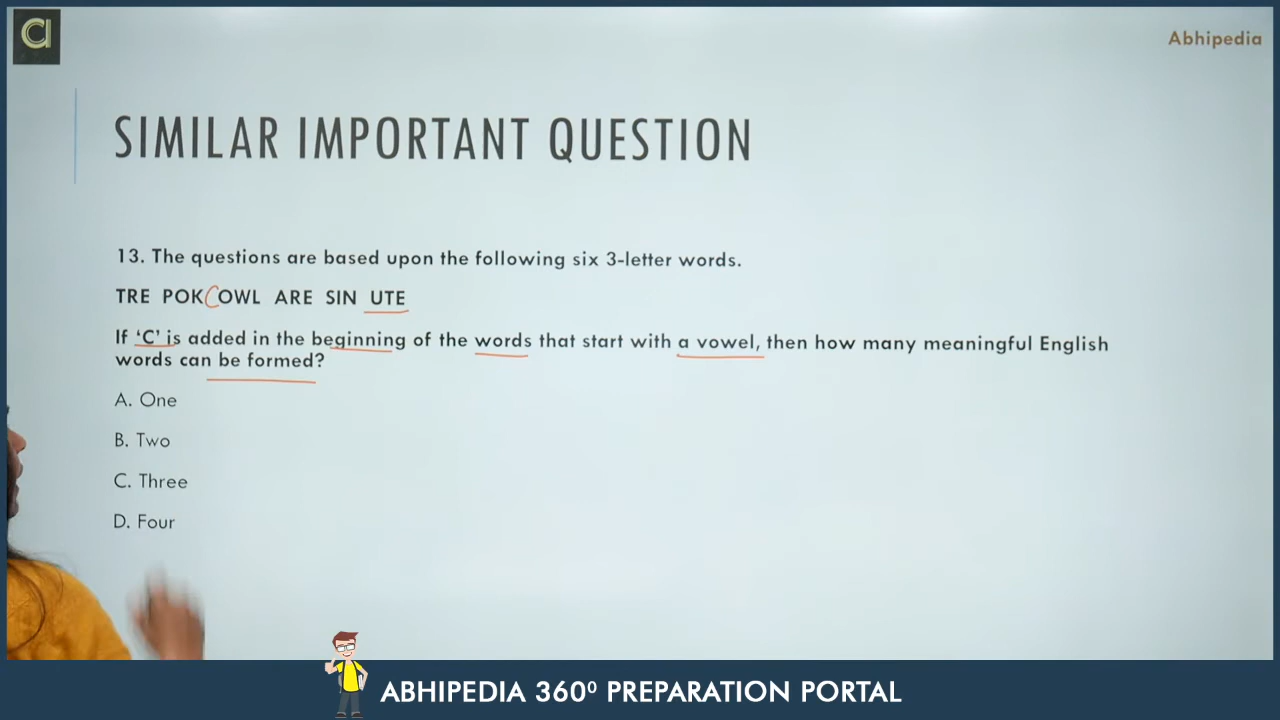 a
Abhipedia
SIMILAR IMPORTANT QUESTION
13. The questions are based upon the following six 3-letter words.
TRE POK COWL ARE SIN UTE
If 'C' is added in the beginning of the words that start with a vowel, then how many meaningful English
words can be formed?
A. One
B. Two
C. Three
D. Four
ABHIPEDIA 360⁰ PREPARATION PORTAL